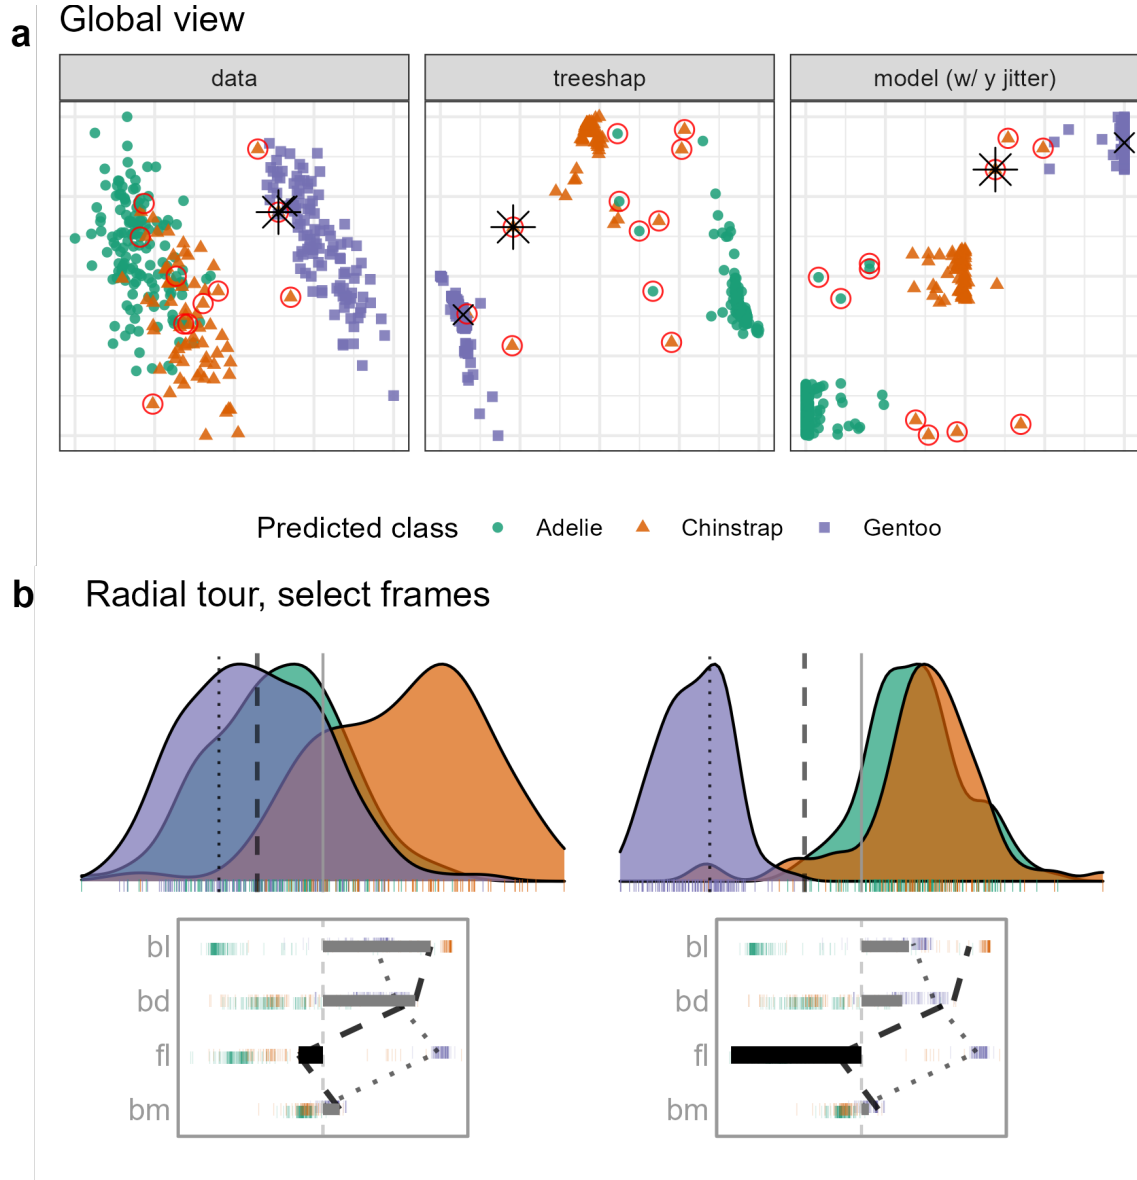 a
Global view
data
treeshap
model (w/ y jitter)
Predicted class
Adelie
Chinstrap
Gentoo
b
Radial tour, select frames
bl
bd
fl
bm
bl
bd
fl
bm